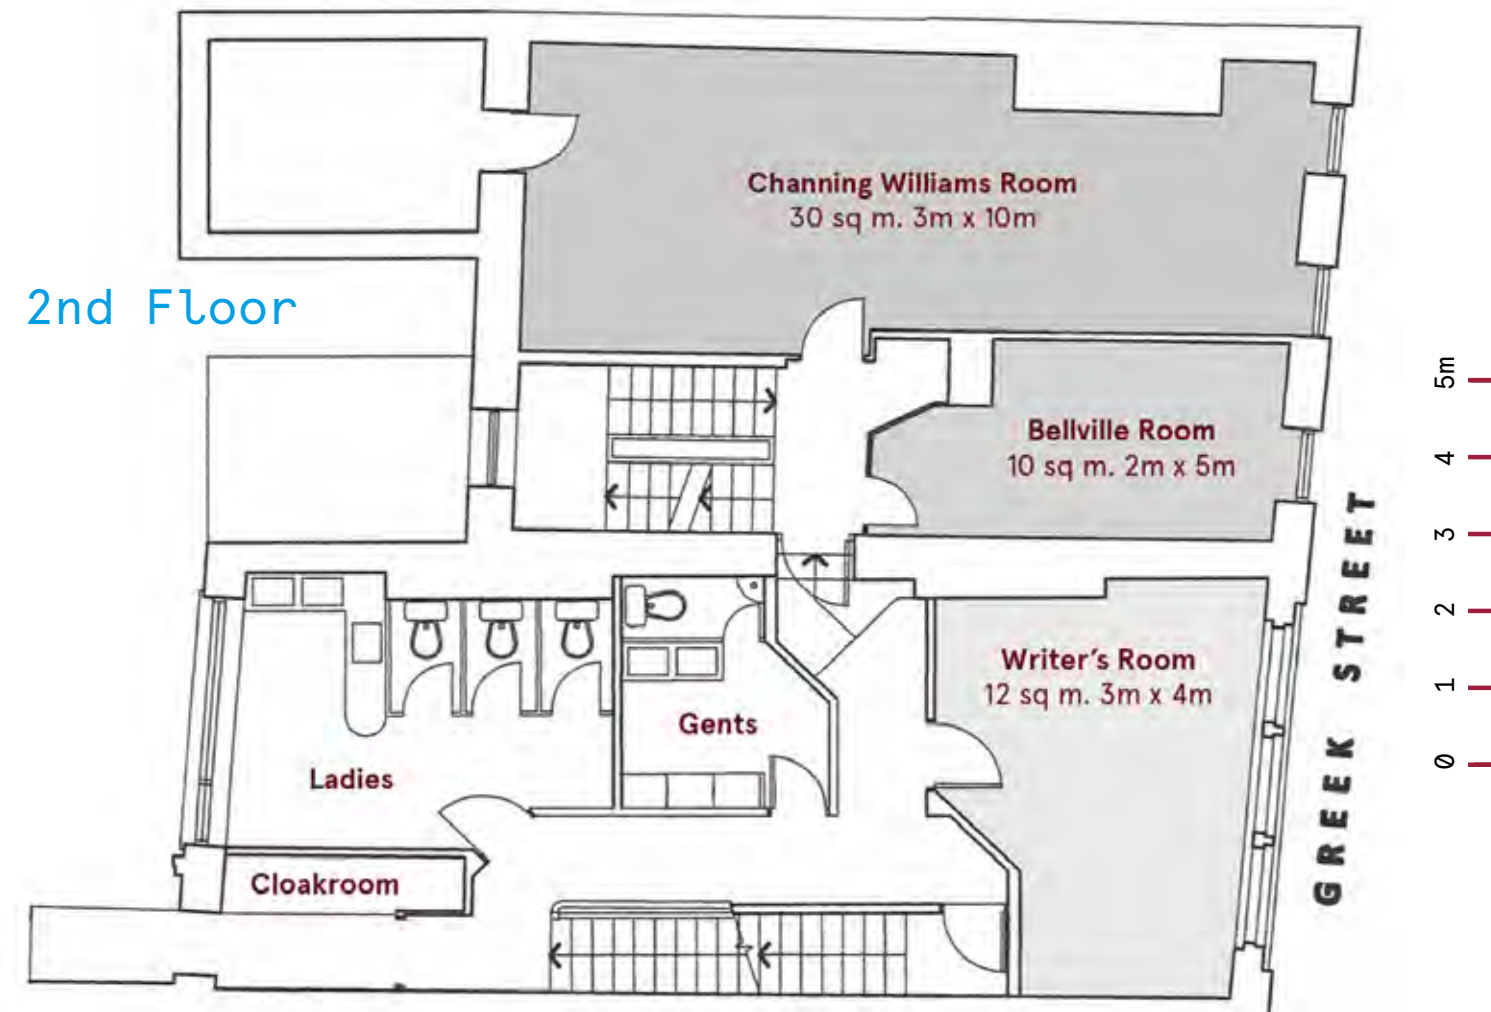 Channing Williams Room
30 sq m. 3m x 10m
2nd Floor
Bellville Room
10 sq m. 2m x 5m
Writer's Room
12 sq m. 3m x 4m
Gents
Ladies
Cloakroom
GREEK STREET
5m
4
3
2
1
0